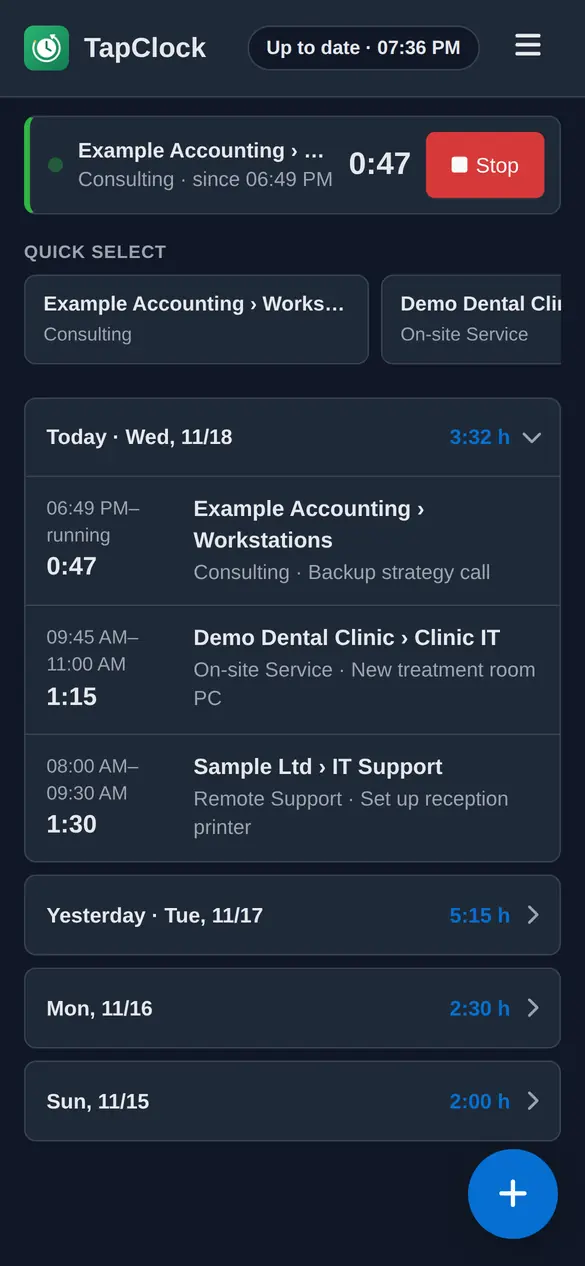 TapClock
Up to date · 07:36 PM
Example Accounting › ...
Consulting · since 06:49 PM
0:47
Stop
QUICK SELECT
Example Accounting › Works...
Consulting
Demo Dental Cli
On-site Service
Today · Wed, 11/18
3:32 h
06:49 PM–
running
0:47
Example Accounting ›
Workstations
Consulting · Backup strategy call
09:45 AM–
11:00 AM
1:15
Demo Dental Clinic › Clinic IT
On-site Service · New treatment room
PC
08:00 AM–
09:30 AM
1:30
Sample Ltd › IT Support
Remote Support · Set up reception
printer
Yesterday · Tue, 11/17
5:15 h
Mon, 11/16
2:30 h
Sun, 11/15
2:00 h